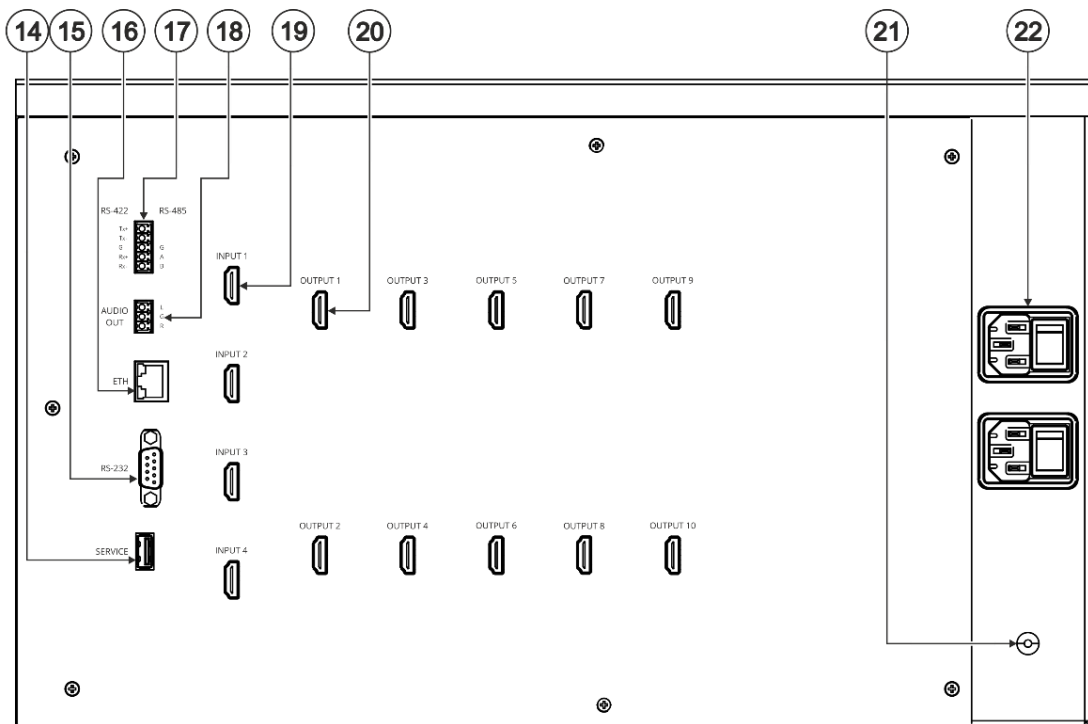 14 15 16 17 18 19 20 21 22
RS-422 RS-485
Tx+
Tx-
G G
Rx+ A
Rx- B
INPUT 1
OUTPUT 1 OUTPUT 3 OUTPUT 5 OUTPUT 7 OUTPUT 9
AUDIO
OUT
L
G
R
INPUT 2
ETH
INPUT 3
RS-232
OUTPUT 2 OUTPUT 4 OUTPUT 6 OUTPUT 8 OUTPUT 10
SERVICE
INPUT 4